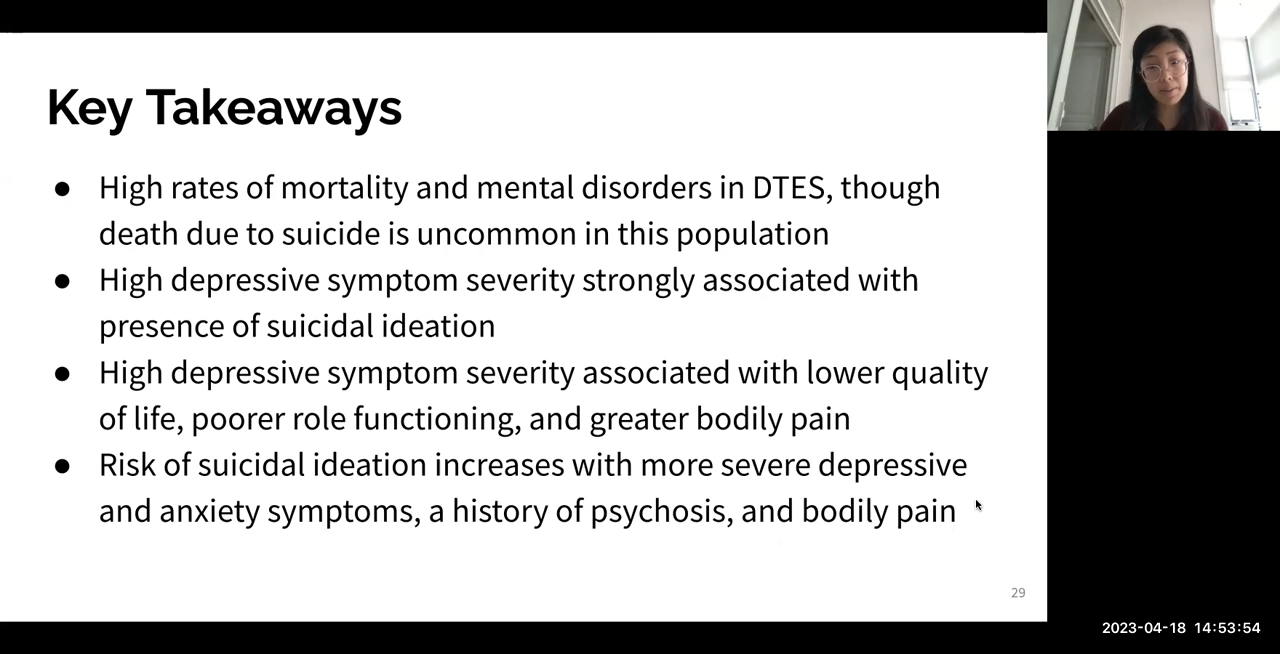 Key Takeaways
● High rates of mortality and mental disorders in DTES, though
death due to suicide is uncommon in this population
● High depressive symptom severity strongly associated with
presence of suicidal ideation
● High depressive symptom severity associated with lower quality
of life, poorer role functioning, and greater bodily pain
● Risk of suicidal ideation increases with more severe depressive
and anxiety symptoms, a history of psychosis, and bodily pain
29
2023-04-18 14:53:54